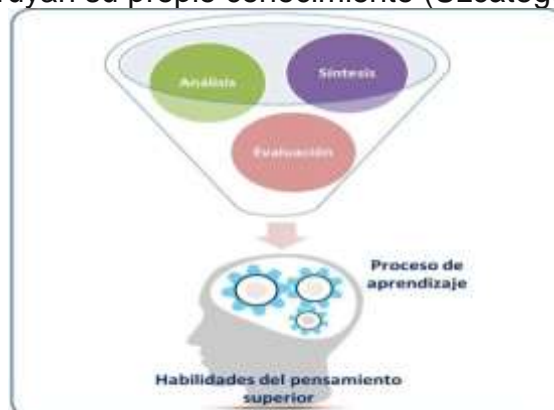 su propio conocimiento
Análisis
Síntesis
Evaluación
Proceso de
aprendizaje
Habilidades del pensamiento
superior